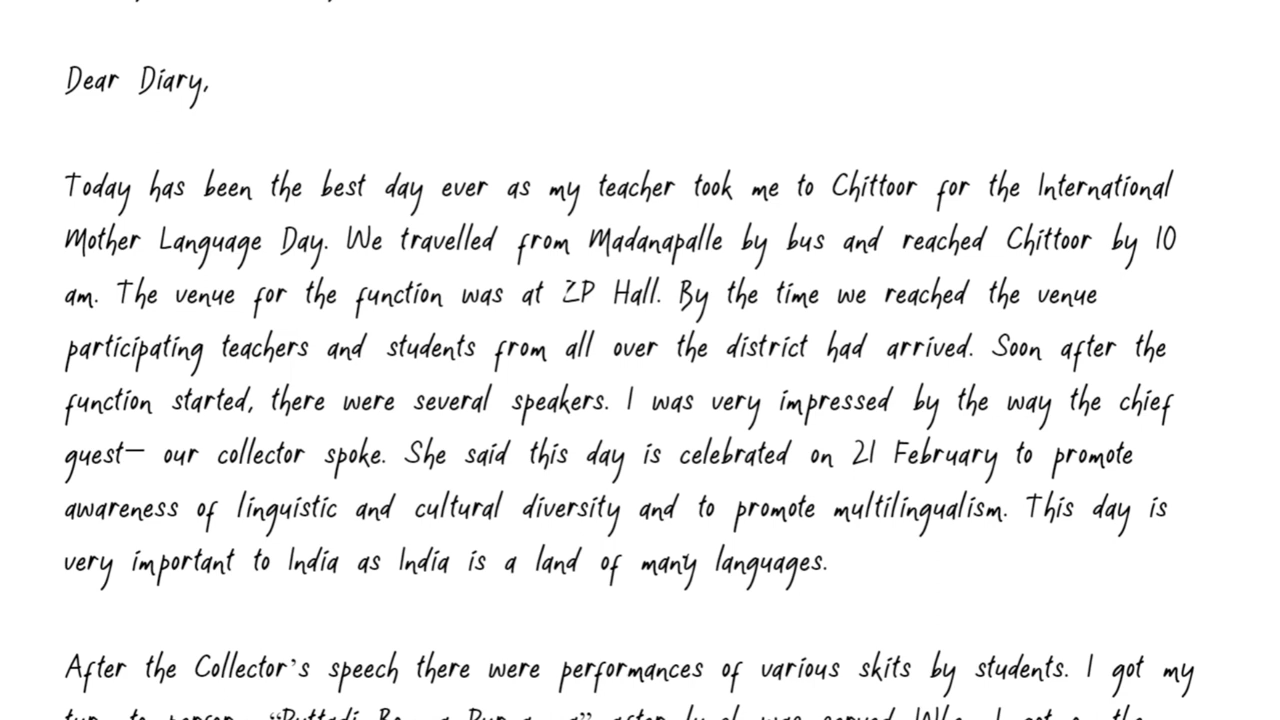 Dear Diary,
Today has been the best day ever as my teacher took me to Chittoor for the International
Mother Language Day. We travelled from Madanapalle by bus and reached Chittoor by 10
am. The venue for the function was at ZP Hall. By the time we reached the venue
participating teachers and students from all over the district had arrived. Soon after the
function started, there were several speakers. I was very impressed by the way the chief
guest– our collector spoke. She said this day is celebrated on 21 February to promote
awareness of linguistic and cultural diversity and to promote multilingualism. This day is
very important to India as India is a land of many languages.
After the Collector's speech there were performances of various skits by students. I got my